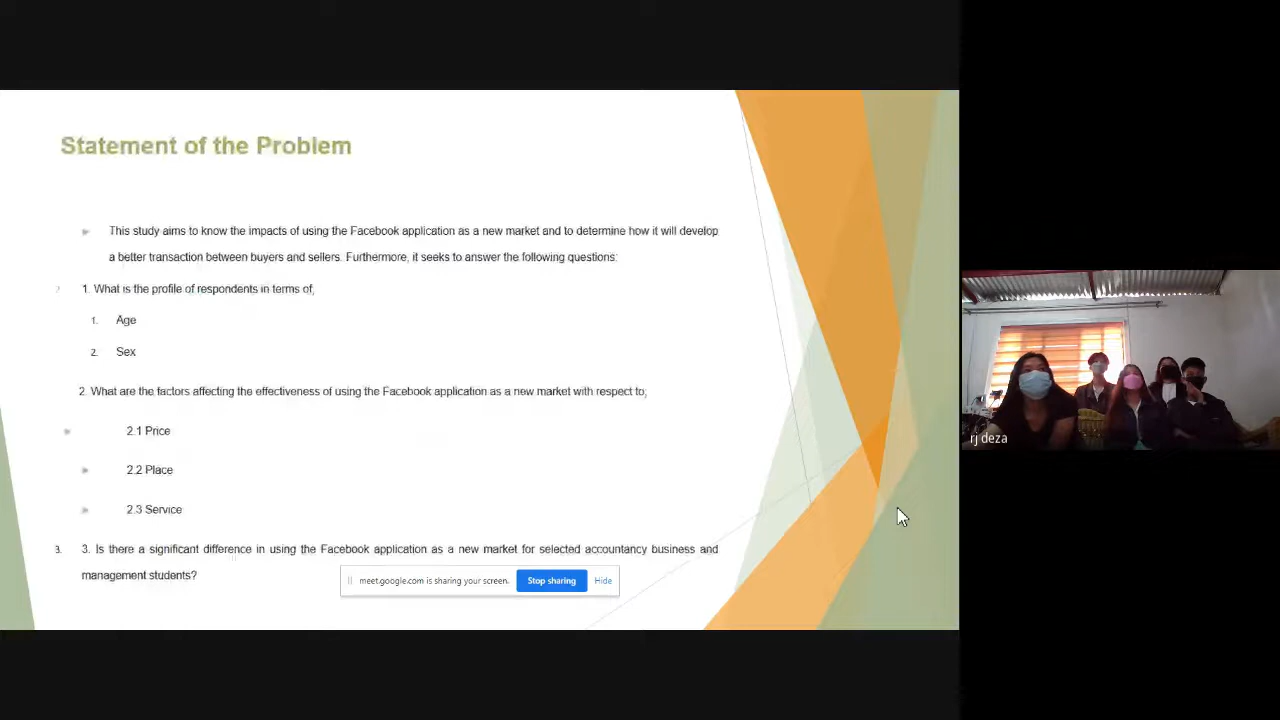 Statement of the Problem
This study aims to know the impacts of using the Facebook application as a new market and to determine how it will develop
a better transaction between buyers and sellers. Furthermore, it seeks to answer the following questions:
1. What is the profile of respondents in terms of;
1. Age
2. Sex
2. What are the factors affecting the effectiveness of using the Facebook application as a new market with respect to;
2.1 Price
2.2 Place
2.3 Service
3. 3. Is there a significant difference in using the Facebook application as a new market for selected accountancy business and
management students?
meet.google.com is sharing your screen. Stop sharing Hide
rj deza